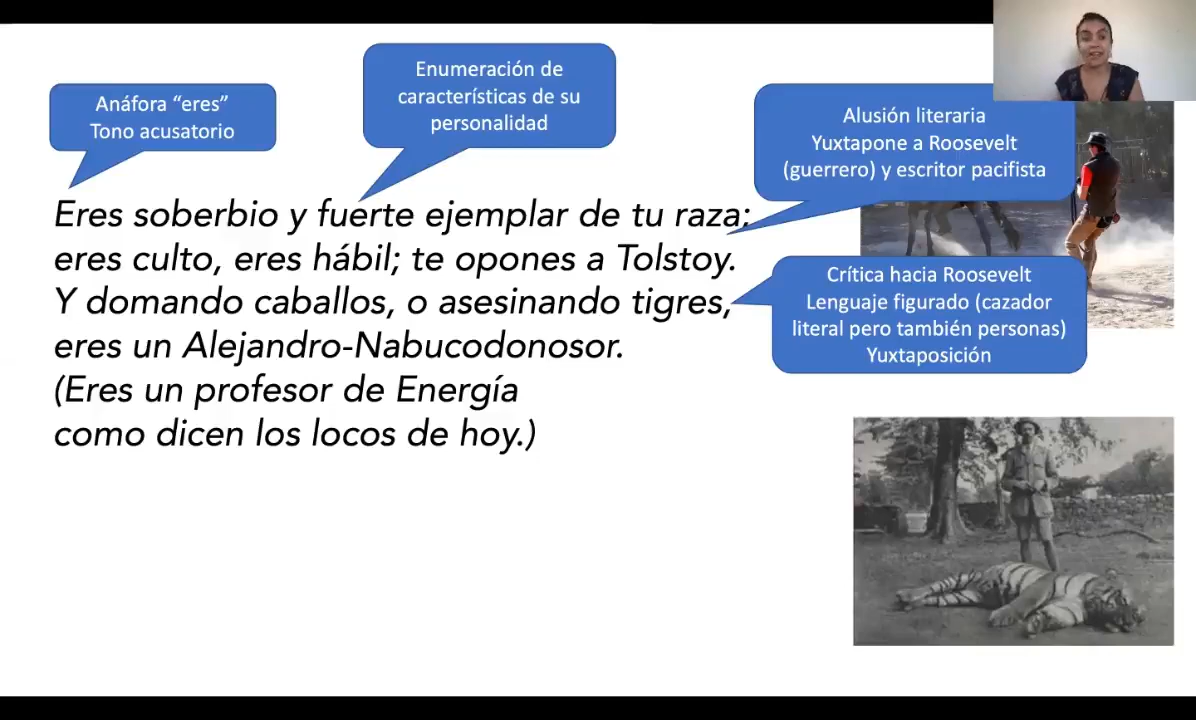 Anáfora “eres”
Tono acusatorio
Enumeración de
características de su
personalidad
Alusión literaria
Yuxtapone a Roosevelt
(guerrero) y escritor pacifista
Eres soberbio y fuerte ejemplar de tu raza;
eres culto, eres hábil; te opones a Tolstoy.
Y domando caballos, o asesinando tigres,
eres un Alejandro-Nabucodonosor.
(Eres un profesor de Energía
como dicen los locos de hoy.)
Crítica hacia Roosevelt
Lenguaje figurado (cazador
literal pero también personas)
Yuxtaposición